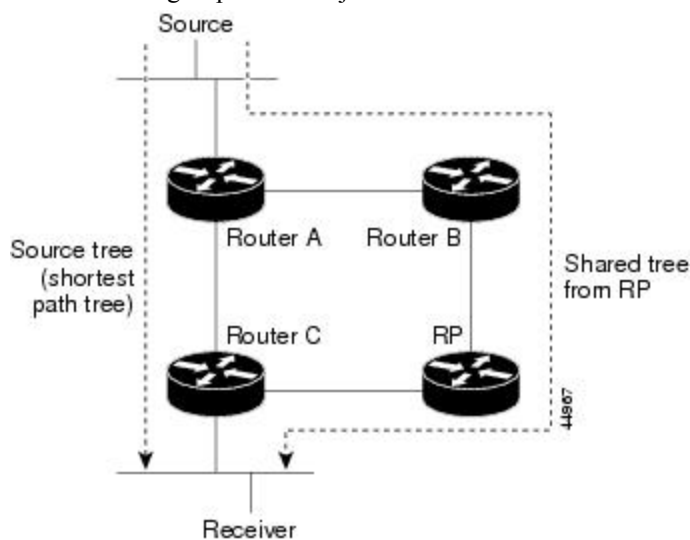 Source
Router A
Router B
Source tree
(shortest
path tree)
Shared tree
from RP
Router C
RP
44967
Receiver